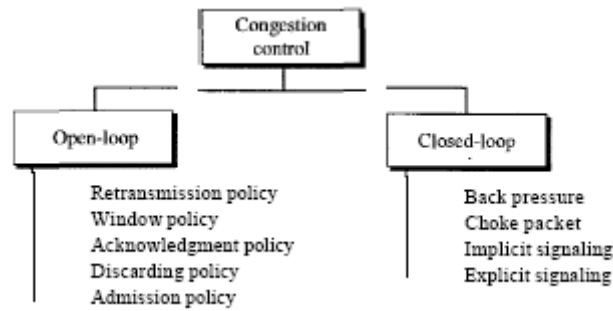 Congestion
control
Open-loop
Closed-loop
Retransmission policy
Window policy
Acknowledgment policy
Discarding policy
Admission policy
Back pressure
Choke packet
Implicit signaling
Explicit signaling